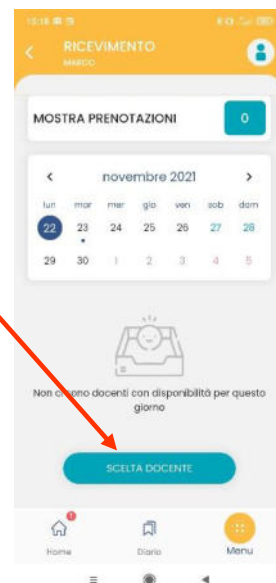 RICEVIMENTO
MARCO
MOSTRA PRENOTAZIONI 0
< novembre 2021 >
lun mar mer gio ven sab dom
22 23 24 25 26 27 28
29 30 1 2 3 4 5
Non ci sono docenti con disponibilità per questo
giorno
SCELTA DOCENTE
Home Diario Menu